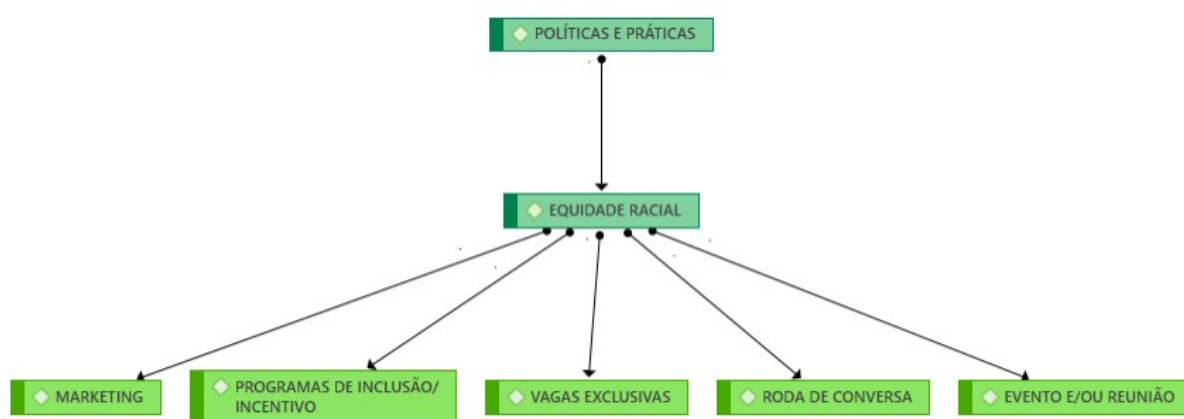 POLÍTICAS E PRÁTICAS
EQUIDADE RACIAL
MARKETING
PROGRAMAS DE INCLUSÃO/
INCENTIVO
VAGAS EXCLUSIVAS
RODA DE CONVERSA
EVENTO E/OU REUNIÃO